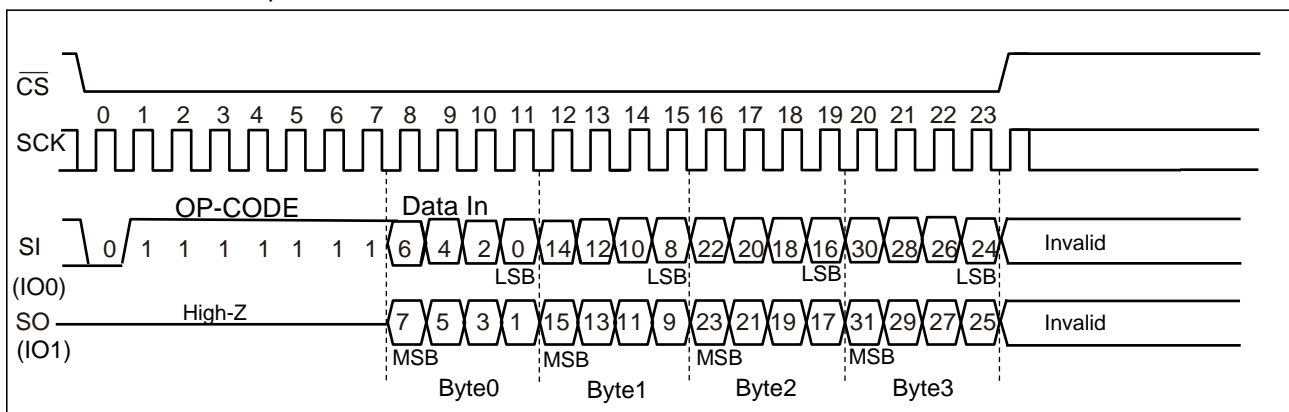 CS
0 1 2 3 4 5 6 7 8 9 10 11 12 13 14 15 16 17 18 19 20 21 22 23
SCK
OP-CODE Data In
SI 0 1 1 1 1 1 1 1 6 4 2 0 14 12 10 8 22 20 18 16 30 28 26 24 Invalid
(IO0) LSB LSB LSB LSB
High-Z
SO 7 5 3 1 15 13 11 9 23 21 19 17 31 29 27 25 Invalid
(IO1) MSB MSB MSB MSB
Byte0 Byte1 Byte2 Byte3